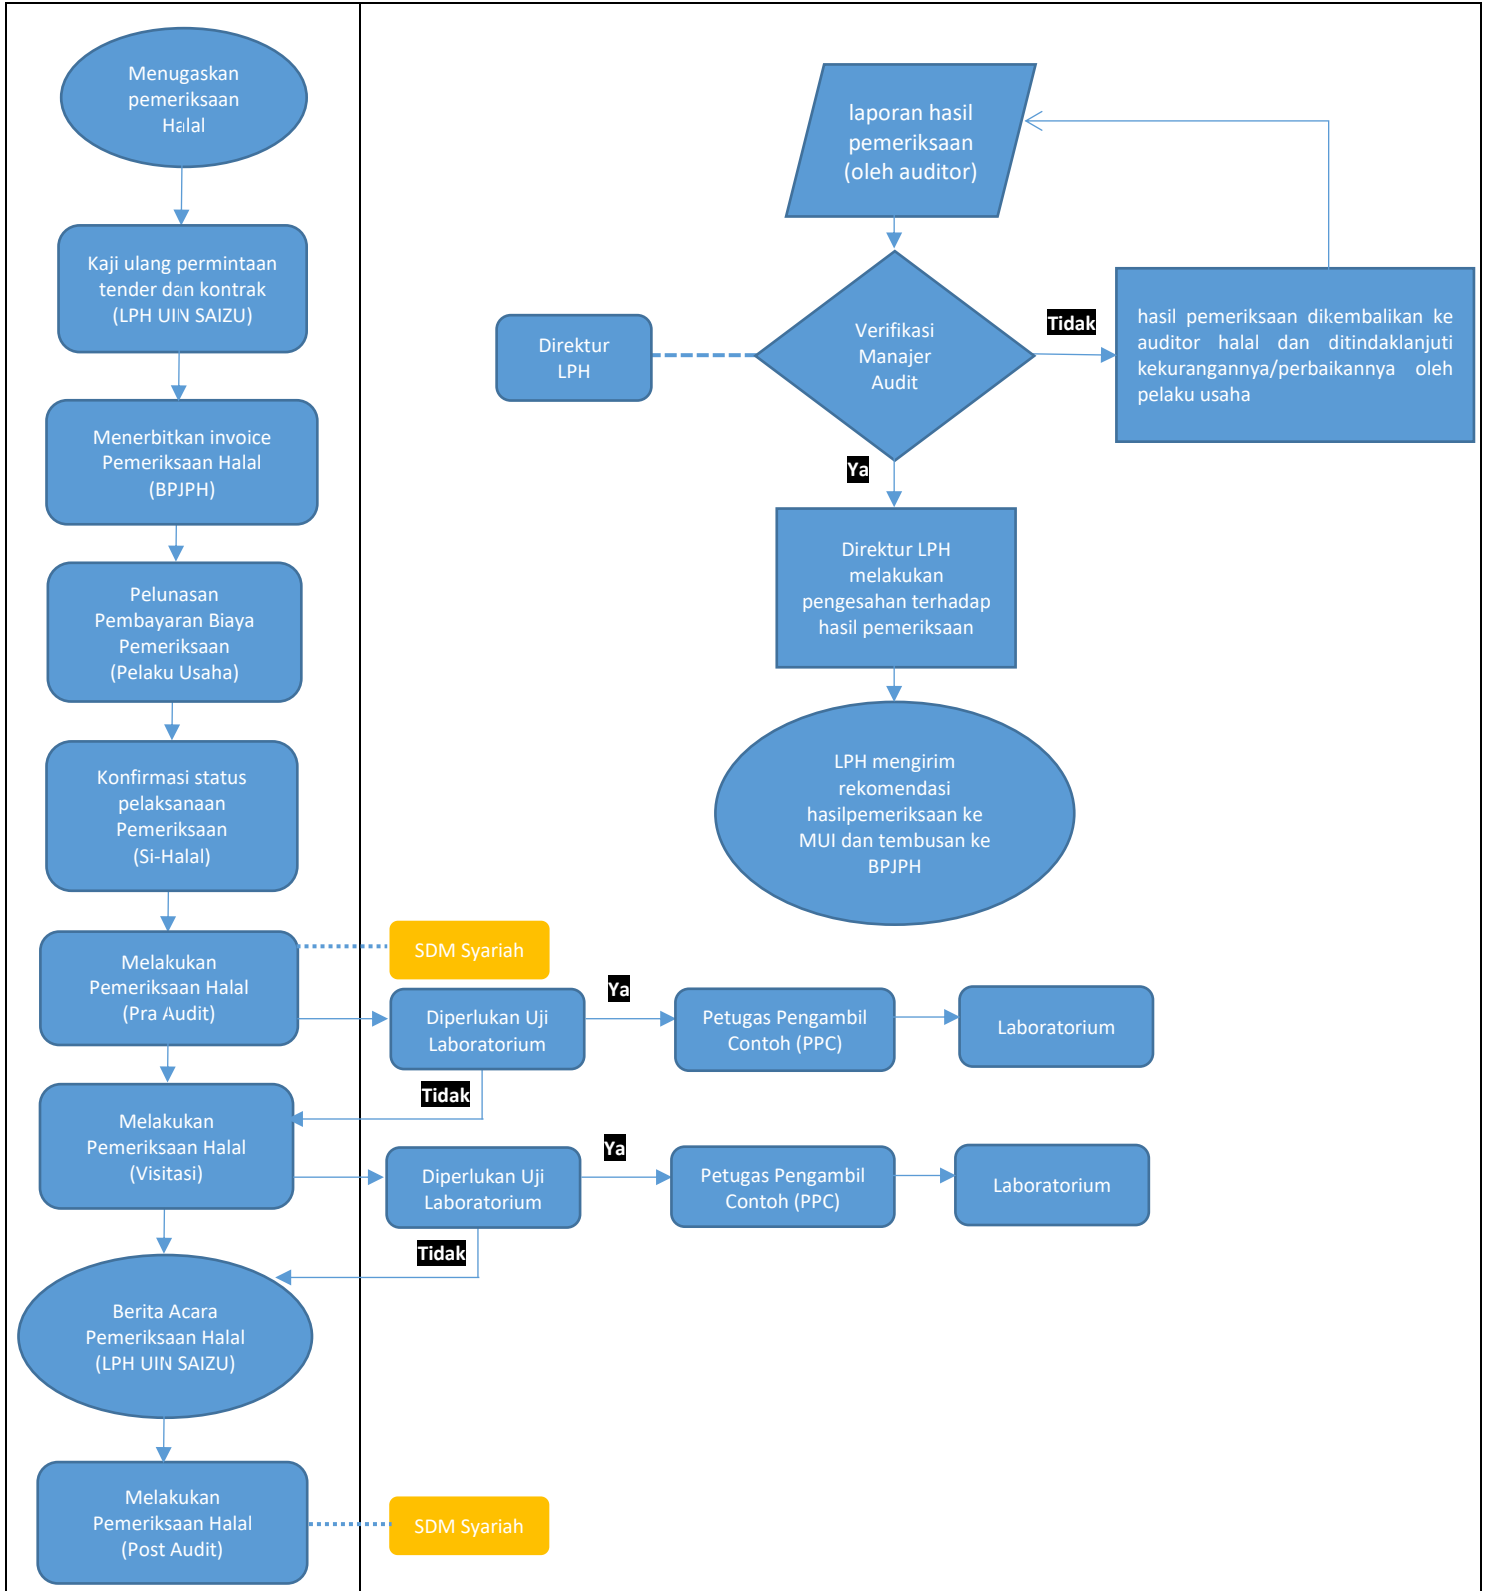 Menugaskan
pemeriksaan
Halal
Kaji ulang permintaan
tender dan kontrak
(LPH UIN SAIZU)
Menerbitkan invoice
Pemeriksaan Halal
(BPJPH)
Pelunasan
Pembayaran Biaya
Pemeriksaan
(Pelaku Usaha)
Konfirmasi status
pelaksanaan
Pemeriksaan
(Si-Halal)
Melakukan
Pemeriksaan Halal
(Pra Audit)
SDM Syariah
Diperlukan Uji
Laboratorium
Ya
Petugas Pengambil
Contoh (PPC)
Laboratorium
Tidak
Melakukan
Pemeriksaan Halal
(Visitasi)
Diperlukan Uji
Laboratorium
Ya
Petugas Pengambil
Contoh (PPC)
Laboratorium
Tidak
Berita Acara
Pemeriksaan Halal
(LPH UIN SAIZU)
Melakukan
Pemeriksaan Halal
(Post Audit)
SDM Syariah
laporan hasil
pemeriksaan
(oleh auditor)
Direktur
LPH
Verifikasi
Manajer
Audit
Tidak
hasil pemeriksaan dikembalikan ke
auditor halal dan ditindaklanjuti
kekurangannya/perbaikannya oleh
pelaku usaha
Ya
Direktur LPH
melakukan
pengesahan terhadap
hasil pemeriksaan
LPH mengirim
rekomendasi
hasilpemeriksaan ke
MUI dan tembusan ke
BPJPH